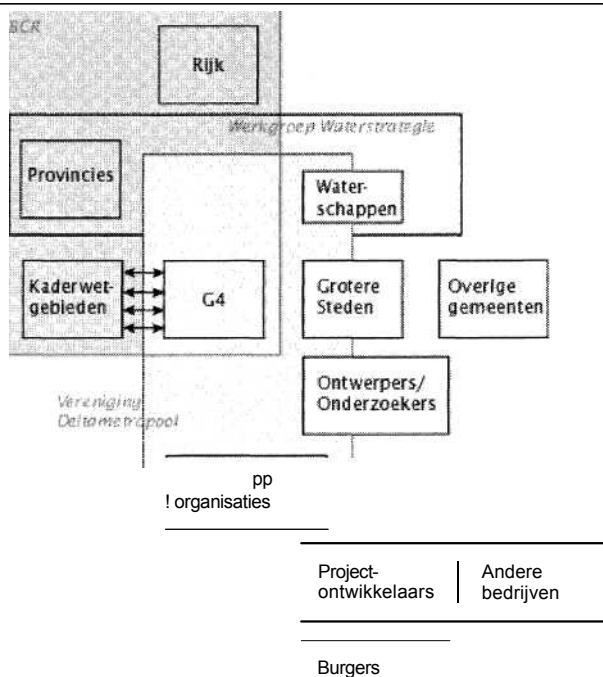 BCR
Rijk
Werkgroep Waterstrategie
Provincies
Water-
schappen
Kaderwet-
gebieden
G4
Grotere
Steden
Overige
gemeenten
Ontwerpers/
Onderzoekers
Vereniging
Deltametropool
pp
! organisaties
Project-
ontwikkelaars
Andere
bedrijven
Burgers